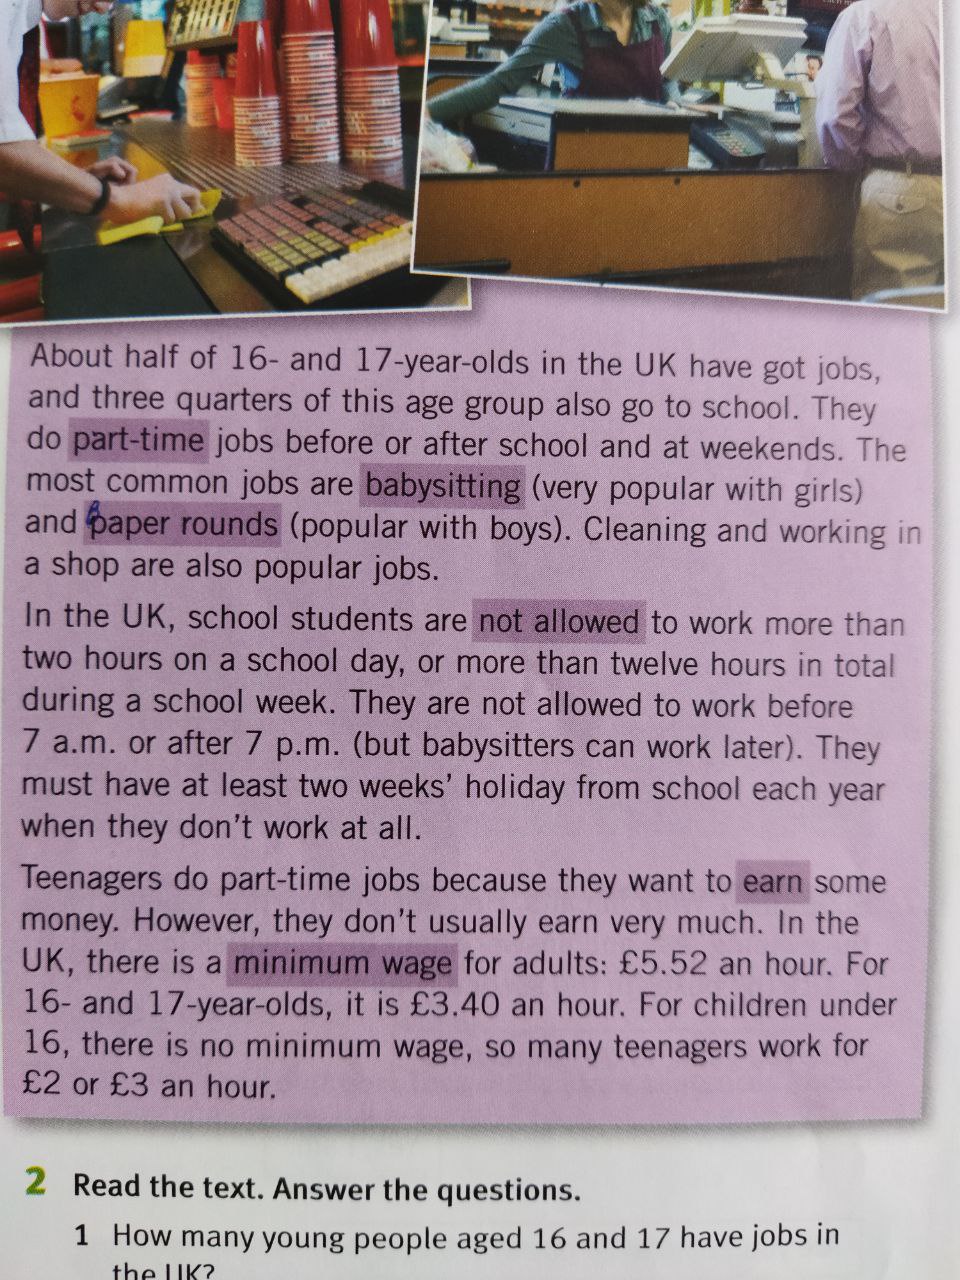 About half of 16- and 17-year-olds in the UK have got jobs,
and three quarters of this age group also go to school. They
do part-time jobs before or after school and at weekends. The
most common jobs are babysitting (very popular with girls)
and paper rounds (popular with boys). Cleaning and working in
a shop are also popular jobs.
In the UK, school students are not allowed to work more than
two hours on a school day, or more than twelve hours in total
during a school week. They are not allowed to work before
7 a.m. or after 7 p.m. (but babysitters can work later). They
must have at least two weeks' holiday from school each year
when they don't work at all.
Teenagers do part-time jobs because they want to earn some
money. However, they don't usually earn very much. In the
UK, there is a minimum wage for adults: £5.52 an hour. For
16- and 17-year-olds, it is £3.40 an hour. For children under
16, there is no minimum wage, so many teenagers work for
£2 or £3 an hour.
2 Read the text. Answer the questions.
1 How many young people aged 16 and 17 have jobs in
the UK?